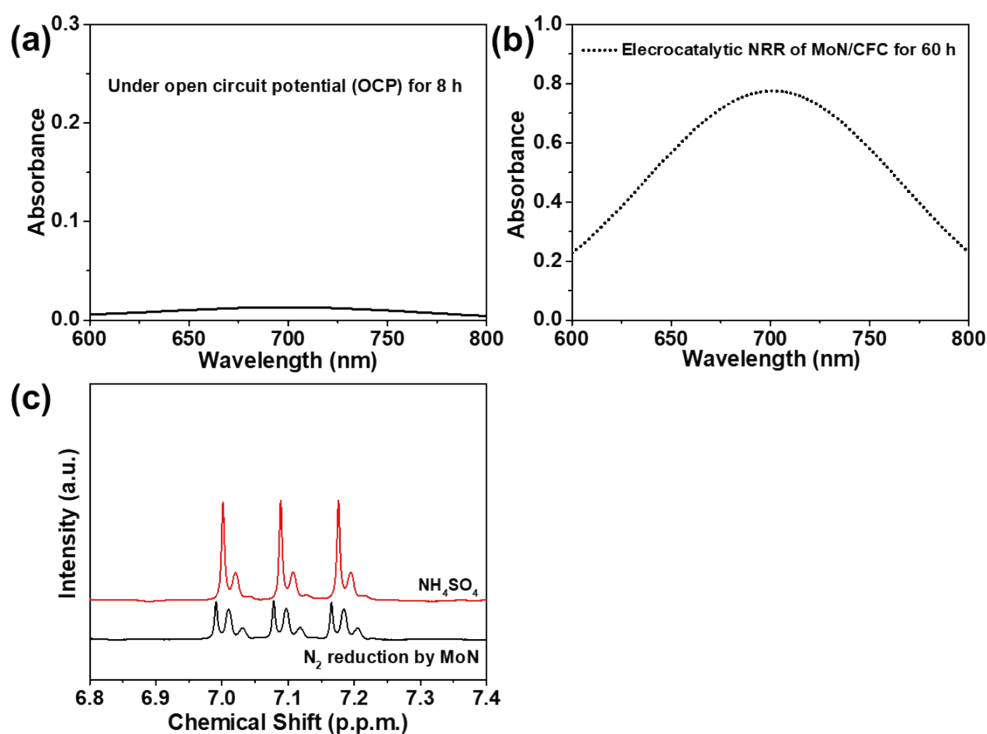 (a)
0.3
0.2
0.1
0.0
Absorbance
Under open circuit potential (OCP) for 8 h
600 650 700 750 800
Wavelength (nm)
(b)
1.0
0.8
0.6
0.4
0.2
0.0
Absorbance
Elecrocatalytic NRR of MoN/CFC for 60 h
600 650 700 750 800
Wavelength (nm)
(c)
Intensity (a.u.)
NH₄SO₄
N₂ reduction by MoN
6.8 6.9 7.0 7.1 7.2 7.3 7.4
Chemical Shift (p.p.m.)